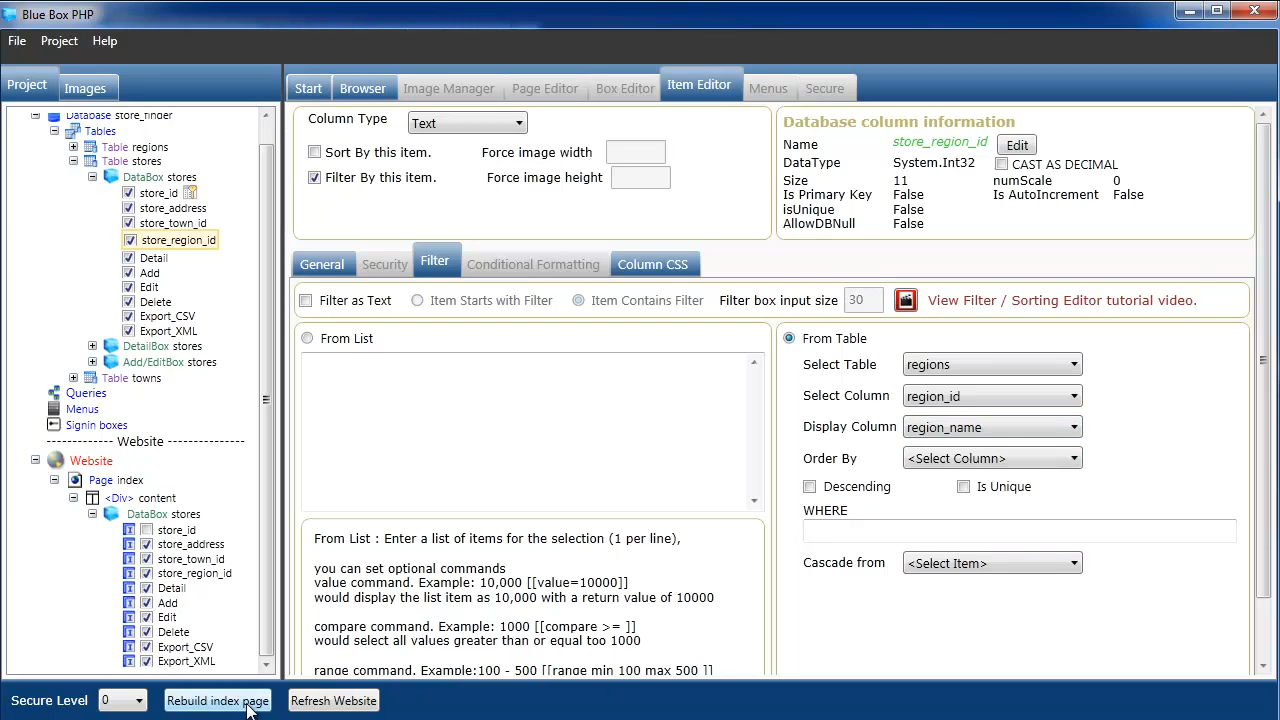 Blue Box PHP
File Project Help
Project Images
Database store_finder
Tables
Table regions
Table stores
DataBox stores
store_id
store_address
store_town_id
store_region_id
Detail
Add
Edit
Delete
Export_CSV
Export_XML
DetailBox stores
Add/EditBox stores
Table towns
Queries
Menus
Signin boxes
------------ Website ---------------
Website
Page index
<Div> content
DataBox stores
store_id
store_address
store_town_id
store_region_id
Detail
Add
Edit
Delete
Export_CSV
Export_XML
Start Browser Image Manager Page Editor Box Editor Item Editor Menus Secure
Column Type Text
Sort By this item. Force image width
Filter By this item. Force image height
Database column information
Name store_region_id Edit
DataType System.Int32 CAST AS DECIMAL
Size 11 numScale 0
Is Primary Key False Is AutoIncrement False
isUnique False
AllowDBNull False
General Security Filter Conditional Formatting Column CSS
Filter as Text Item Starts with Filter Item Contains Filter Filter box input size 30 View Filter / Sorting Editor tutorial video.
From List
From List : Enter a list of items for the selection (1 per line),
you can set optional commands
value command. Example: 10,000 [[value=10000]]
would display the list item as 10,000 with a return value of 10000
compare command. Example: 1000 [[compare >= ]]
would select all values greater than or equal too 1000
range command. Example:100 - 500 [[range min 100 max 500 ]]
From Table
Select Table regions
Select Column region_id
Display Column region_name
Order By <Select Column>
Descending Is Unique
WHERE
Cascade from <Select Item>
Secure Level 0 Rebuild index page Refresh Website